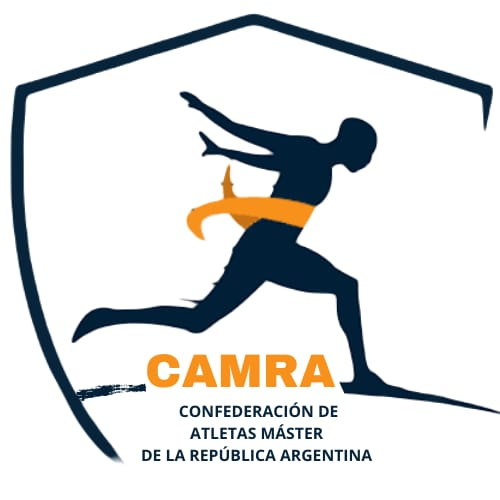 CAMRA
CONFEDERACIÓN DE
ATLETAS MÁSTER
DE LA REPÚBLICA ARGENTINA